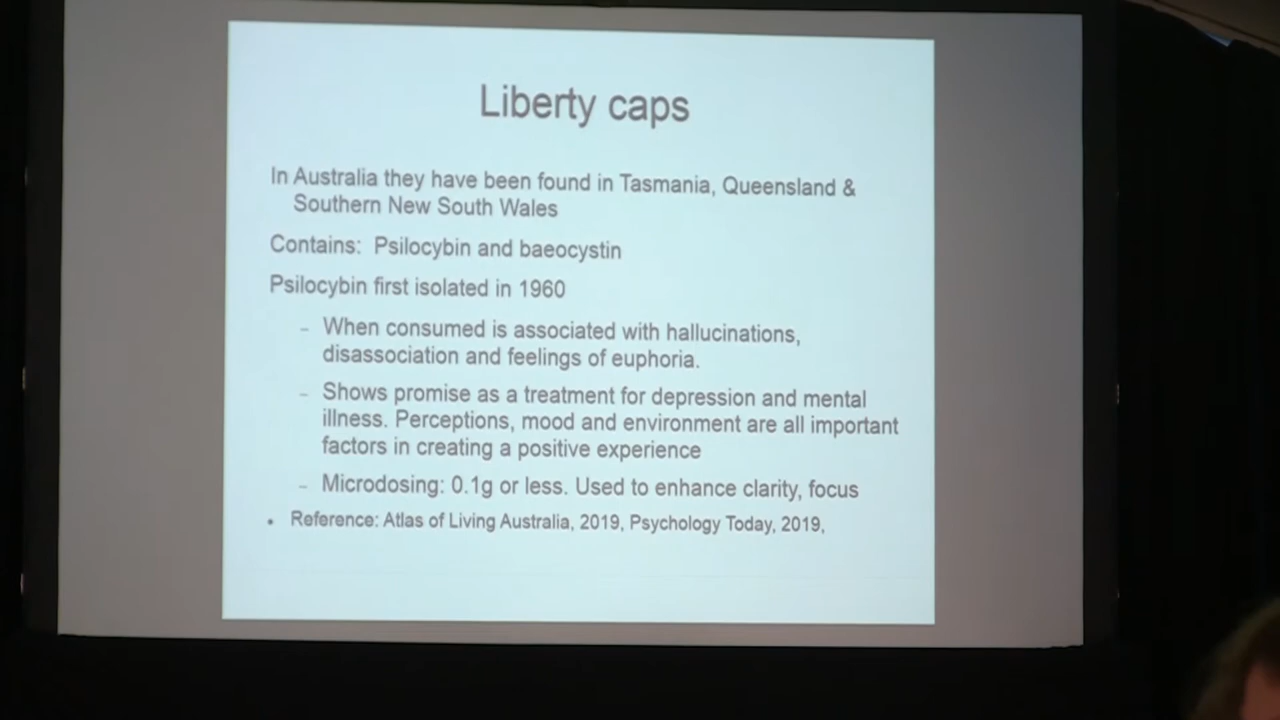 Liberty caps
In Australia they have been found in Tasmania, Queensland &
Southern New South Wales
Contains: Psilocybin and baeocystin
Psilocybin first isolated in 1960
– When consumed is associated with hallucinations,
disassociation and feelings of euphoria.
– Shows promise as a treatment for depression and mental
illness. Perceptions, mood and environment are all important
factors in creating a positive experience
– Microdosing: 0.1g or less. Used to enhance clarity, focus
• Reference: Atlas of Living Australia, 2019, Psychology Today, 2019,